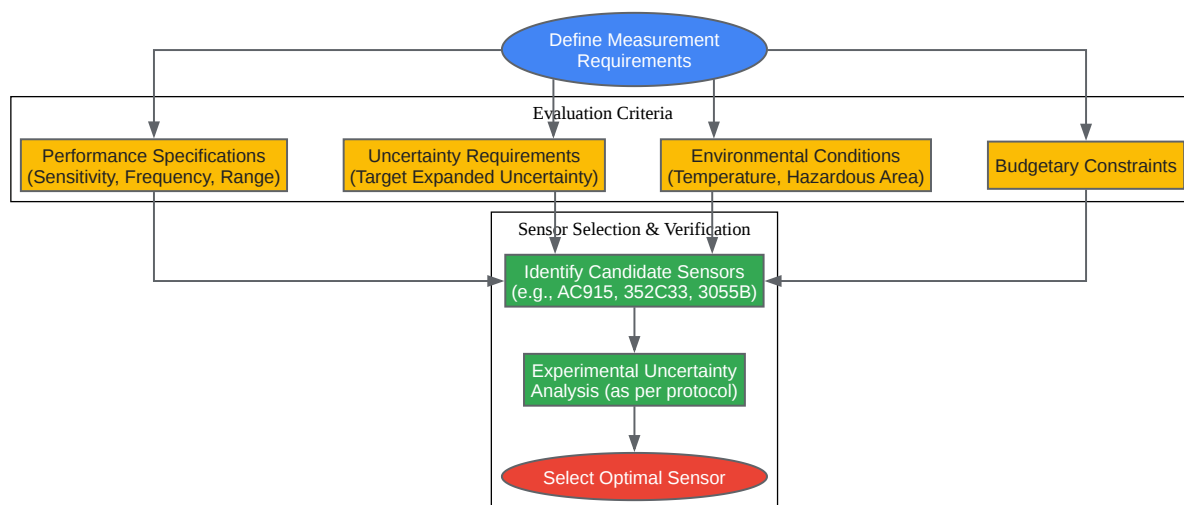 Define Measurement
Requirements
Evaluation Criteria
Performance Specifications
(Sensitivity, Frequency, Range)
Uncertainty Requirements
(Target Expanded Uncertainty)
Environmental Conditions
(Temperature, Hazardous Area)
Budgetary Constraints
Sensor Selection & Verification
Identify Candidate Sensors
(e.g., AC915, 352C33, 3055B)
Experimental Uncertainty
Analysis (as per protocol)
Select Optimal Sensor